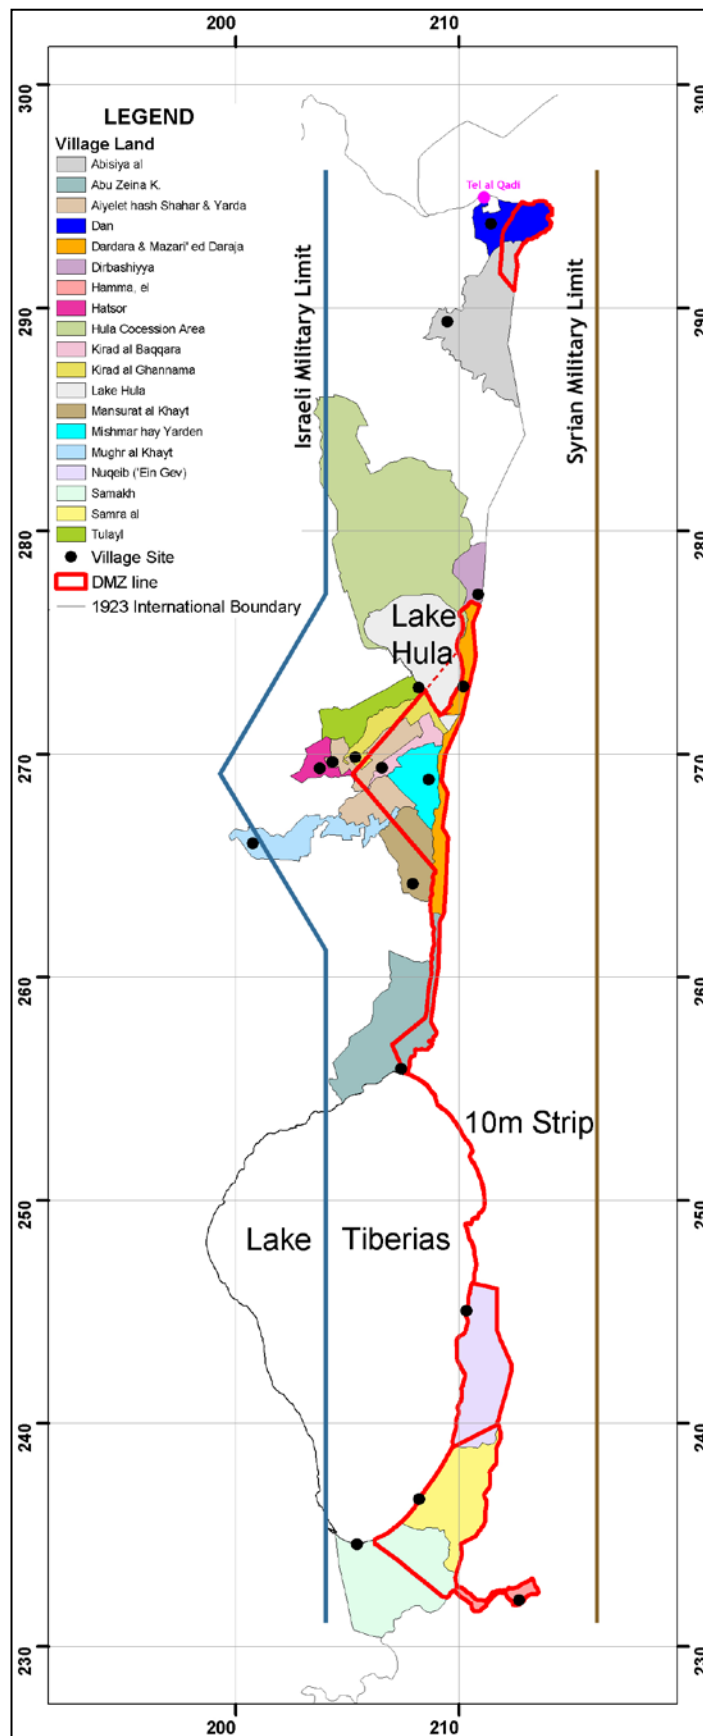 200
210
300
290
280
270
260
250
240
230
LEGEND
Village Land
Abisiya al
Abu Zeina K.
Aiyelet hash Shahar & Yarda
Dan
Dardara & Mazari' ed Daraja
Dirbashiyya
Hamma, el
Hatsor
Hula Cocession Area
Kirad al Baqqara
Kirad al Ghannama
Lake Hula
Mansurat al Khayt
Mishmar hay Yarden
Mughr al Khayt
Nuqeib ('Ein Gev)
Samakh
Samra al
Tulayl
Village Site
DMZ line
1923 International Boundary
Israeli Military Limit
Tel al Qadi
Syrian Military Limit
Lake
Hula
10m Strip
Lake Tiberias
300
290
280
270
260
250
240
230
200
210